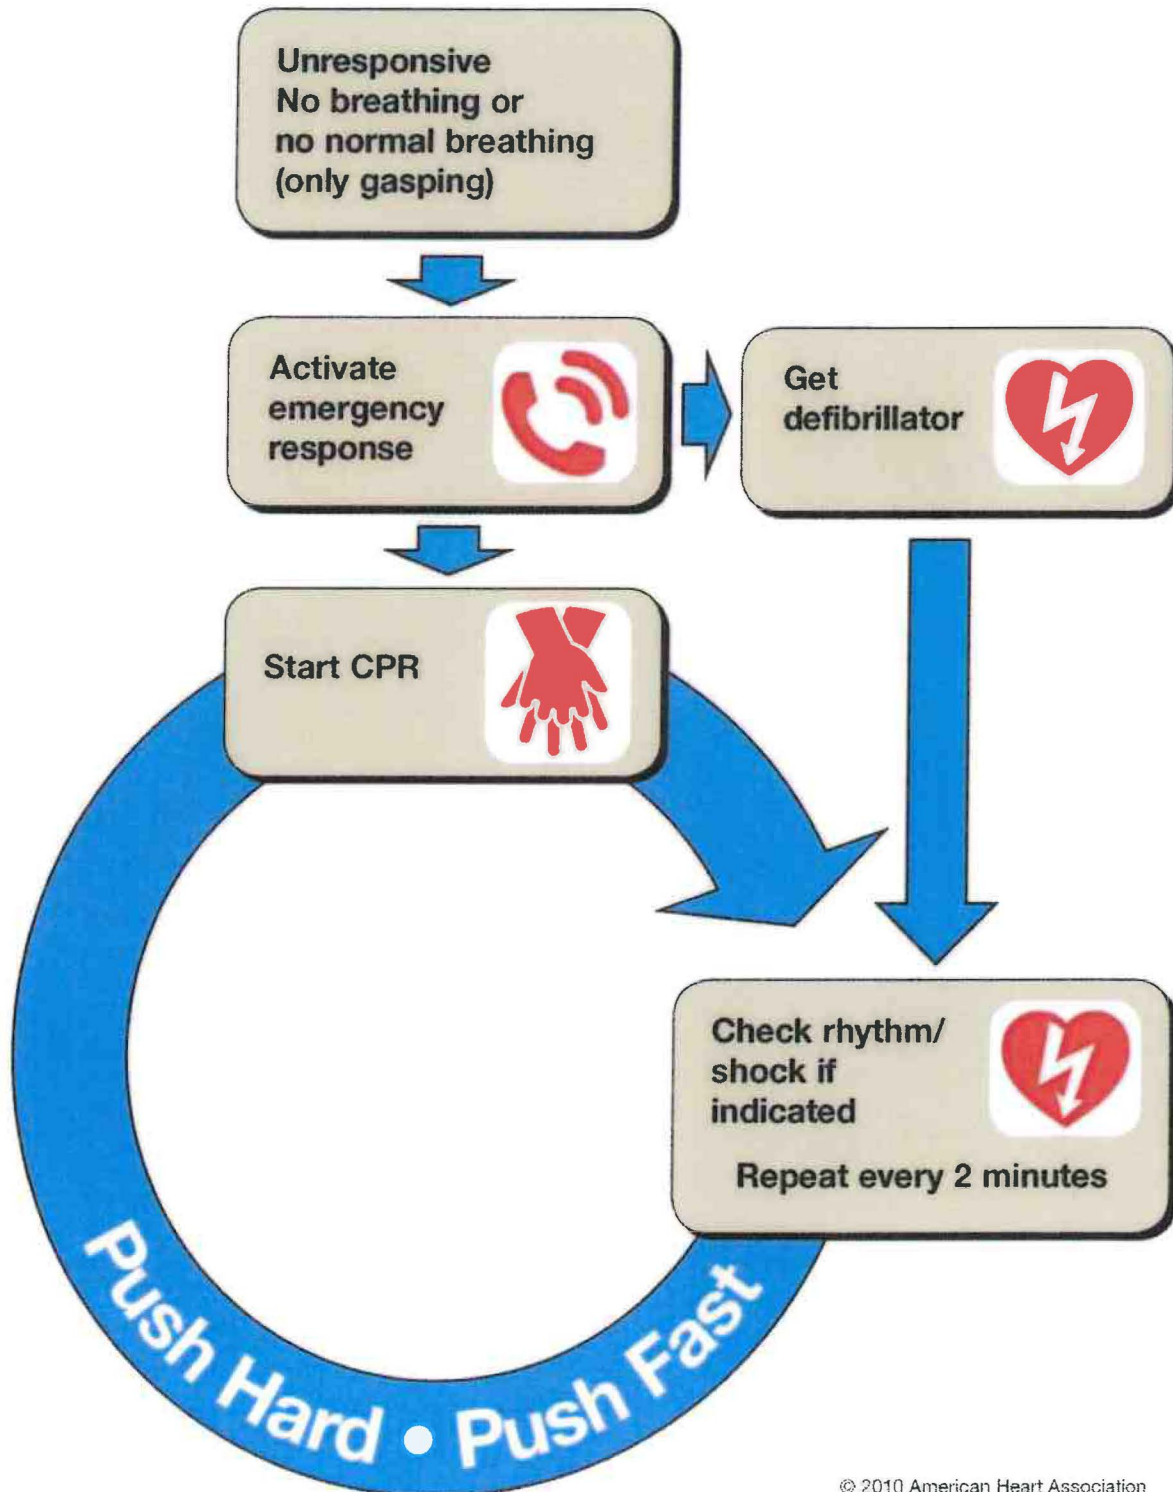 Unresponsive
No breathing or
no normal breathing
(only gasping)
Activate
emergency
response
Get
defibrillator
Start CPR
Check rhythm/
shock if
indicated
Repeat every 2 minutes
Push Hard • Push Fast
© 2010 American Heart Association